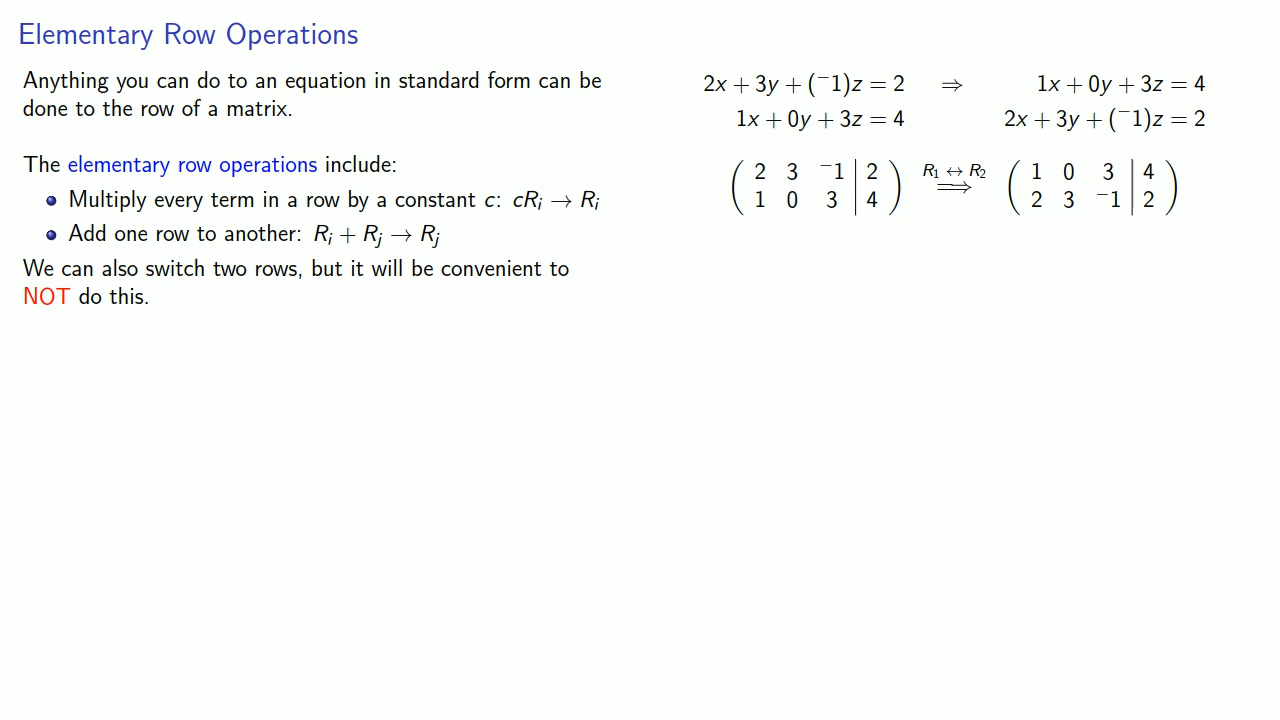 Elementary Row Operations
Anything you can do to an equation in standard form can be
done to the row of a matrix.
The elementary row operations include:
Multiply every term in a row by a constant c: cRᵢ → Rᵢ
Add one row to another: Rᵢ + Rⱼ → Rⱼ
We can also switch two rows, but it will be convenient to
NOT do this.
2x + 3y + (⁻1)z = 2 ⇒ 1x + 0y + 3z = 4
1x + 0y + 3z = 4 2x + 3y + (⁻1)z = 2
R₁ ↔ R₂
( 2 3 ⁻1 | 2 ) ⟹ ( 1 0 3 | 4 )
( 1 0 3 | 4 ) ( 2 3 ⁻1 | 2 )